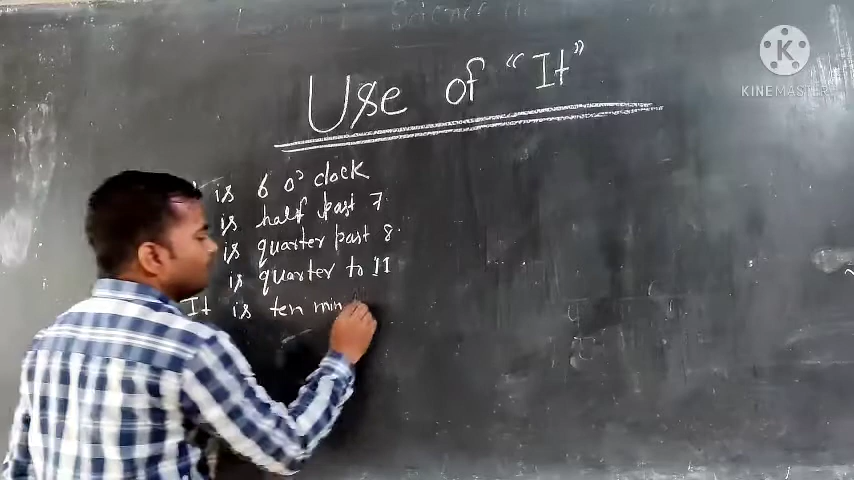 Science
Use of "It"
K
KINEMASTER
is 6 o'clock
is half past 7
is quarter past 8.
is quarter to 11
It is ten min